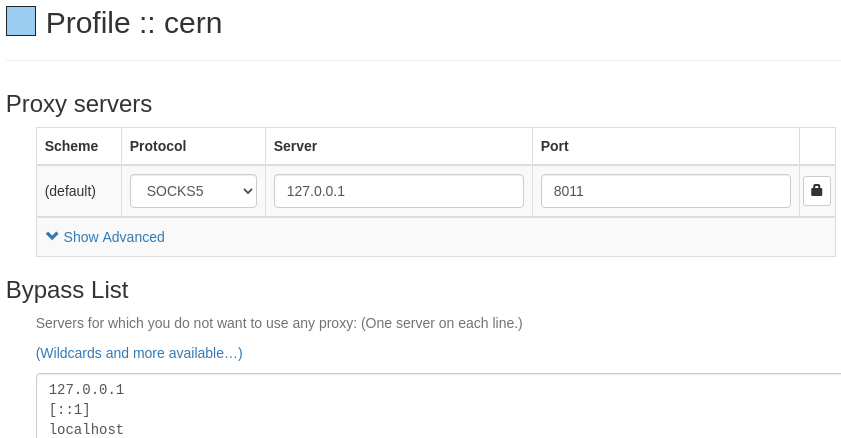 Profile :: cern
Proxy servers
Scheme Protocol Server Port
(default) SOCKS5 127.0.0.1 8011
Show Advanced
Bypass List
Servers for which you do not want to use any proxy: (One server on each line.)
(Wildcards and more available…)
127.0.0.1
[::1]
localhost